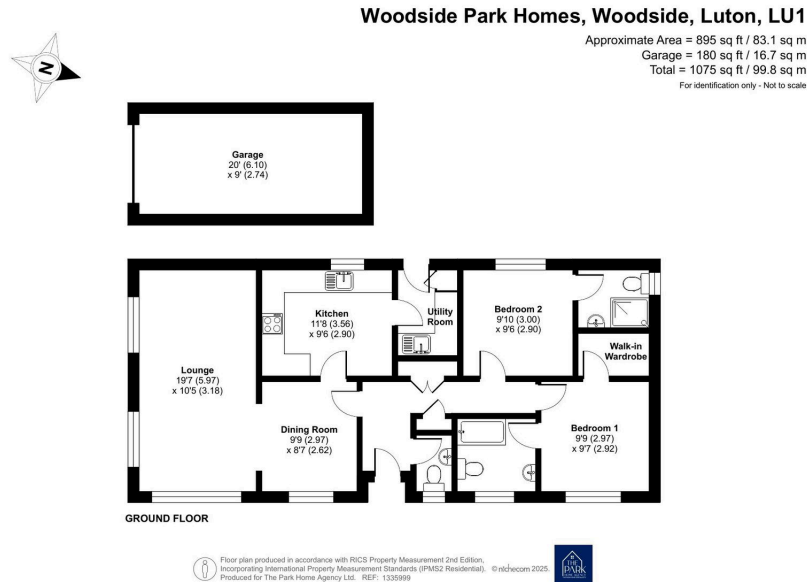 Woodside Park Homes, Woodside, Luton, LU1
Approximate Area = 895 sq ft / 83.1 sq m
Garage = 180 sq ft / 16.7 sq m
Total = 1075 sq ft / 99.8 sq m
For identification only - Not to scale
N
Garage
20' (6.10)
x 9' (2.74)
Kitchen
11'8 (3.56)
x 9'6 (2.90)
Utility
Room
Bedroom 2
9'10 (3.00)
x 9'6 (2.90)
Walk-in
Wardrobe
Lounge
19'7 (5.97)
x 10'5 (3.18)
Dining Room
9'9 (2.97)
x 8'7 (2.62)
Bedroom 1
9'9 (2.97)
x 9'7 (2.92)
GROUND FLOOR
Floor plan produced in accordance with RICS Property Measurement 2nd Edition,
Incorporating International Property Measurement Standards (IPMS2 Residential). © nichecom 2025.
Produced for The Park Home Agency Ltd. REF: 1335999
THE
PARK
HOME AGENCY